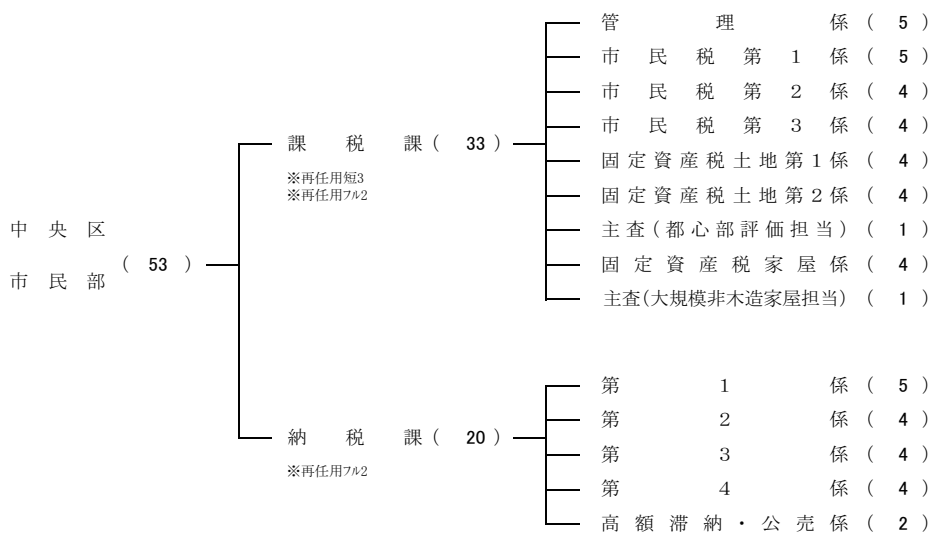 中央区
市民部
( 53 )
課税課 ( 33 )
※再任用短3
※再任用フル2
管理係 ( 5 )
市民税第1係 ( 5 )
市民税第2係 ( 4 )
市民税第3係 ( 4 )
固定資産税土地第1係 ( 4 )
固定資産税土地第2係 ( 4 )
主査(都心部評価担当) ( 1 )
固定資産税家屋係 ( 4 )
主査(大規模非木造家屋担当) ( 1 )
納税課 ( 20 )
※再任用フル2
第1係 ( 5 )
第2係 ( 4 )
第3係 ( 4 )
第4係 ( 4 )
高額滞納・公売係 ( 2 )